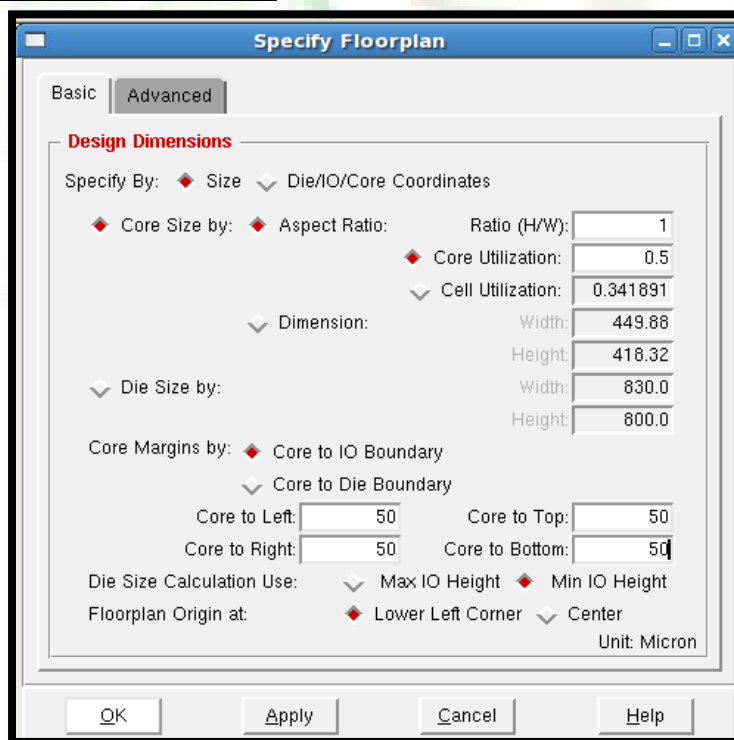 Specify Floorplan
Basic Advanced
Design Dimensions
Specify By: Size Die/IO/Core Coordinates
Core Size by: Aspect Ratio: Ratio (H/W): 1
Core Utilization: 0.5
Cell Utilization: 0.341891
Dimension: Width: 449.88
Height: 418.32
Die Size by: Width: 830.0
Height: 800.0
Core Margins by: Core to IO Boundary
Core to Die Boundary
Core to Left: 50 Core to Top: 50
Core to Right: 50 Core to Bottom: 50
Die Size Calculation Use: Max IO Height Min IO Height
Floorplan Origin at: Lower Left Corner Center
Unit: Micron
OK Apply Cancel Help